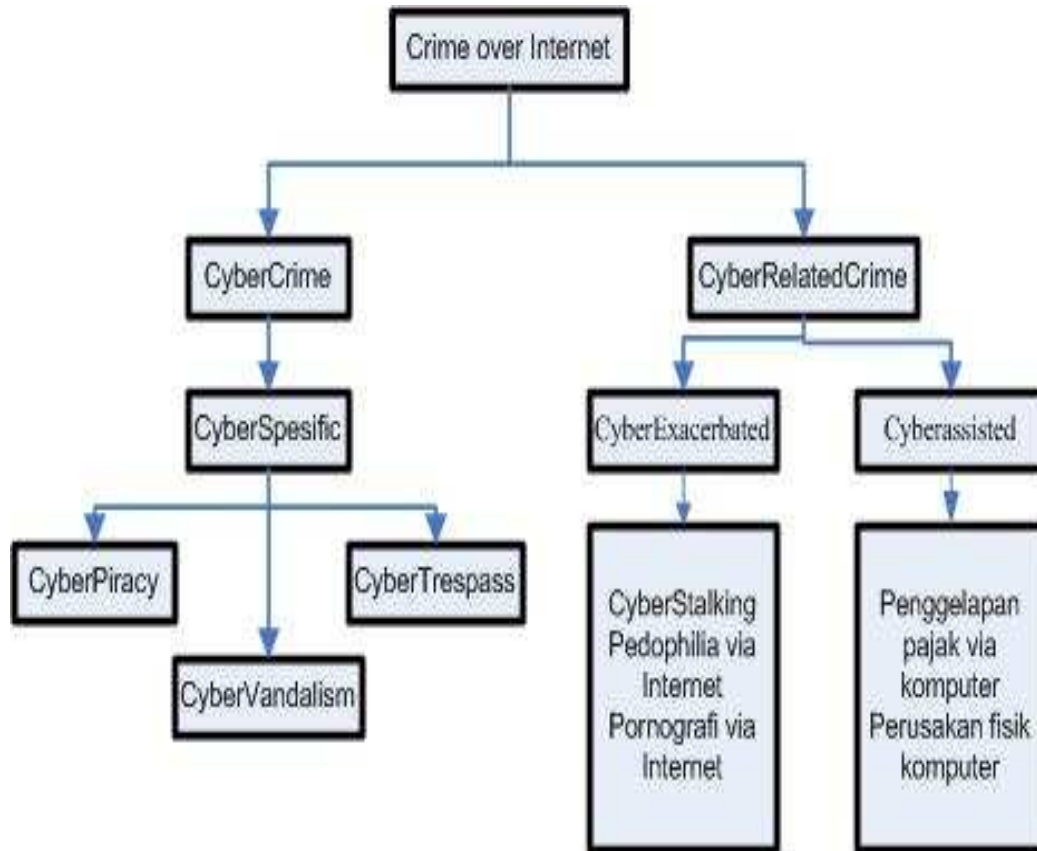 Crime over Internet
CyberCrime
CyberRelatedCrime
CyberSpesific
CyberExacerbated
Cyberassisted
CyberPiracy
CyberTrespass
CyberVandalism
CyberStalking
Pedophilia via
Internet
Pornografi via
Internet
Penggelapan
pajak via
komputer
Perusakan fisik
komputer